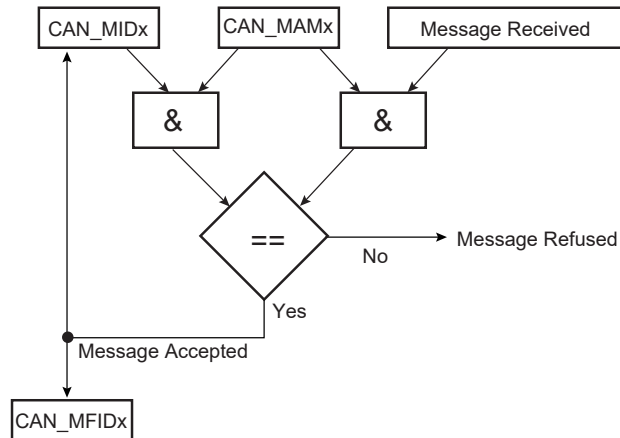 CAN_MIDx
CAN_MAMx
Message Received
&
&
==
No
Message Refused
Yes
Message Accepted
CAN_MFIDx